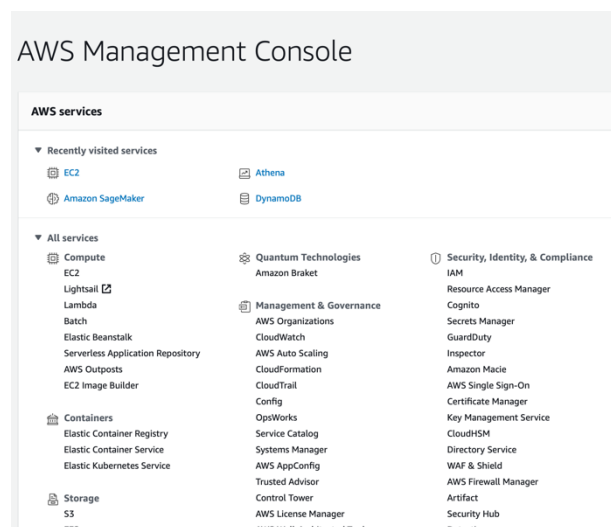 AWS Management Console
AWS services
Recently visited services
EC2
Athena
Amazon SageMaker
DynamoDB
All services
Compute
EC2
Lightsail
Lambda
Batch
Elastic Beanstalk
Serverless Application Repository
AWS Outposts
EC2 Image Builder
Containers
Elastic Container Registry
Elastic Container Service
Elastic Kubernetes Service
Storage
S3
Quantum Technologies
Amazon Braket
Management & Governance
AWS Organizations
CloudWatch
AWS Auto Scaling
CloudFormation
CloudTrail
Config
OpsWorks
Service Catalog
Systems Manager
AWS AppConfig
Trusted Advisor
Control Tower
AWS License Manager
Security, Identity, & Compliance
IAM
Resource Access Manager
Cognito
Secrets Manager
GuardDuty
Inspector
Amazon Macie
AWS Single Sign-On
Certificate Manager
Key Management Service
CloudHSM
Directory Service
WAF & Shield
AWS Firewall Manager
Artifact
Security Hub